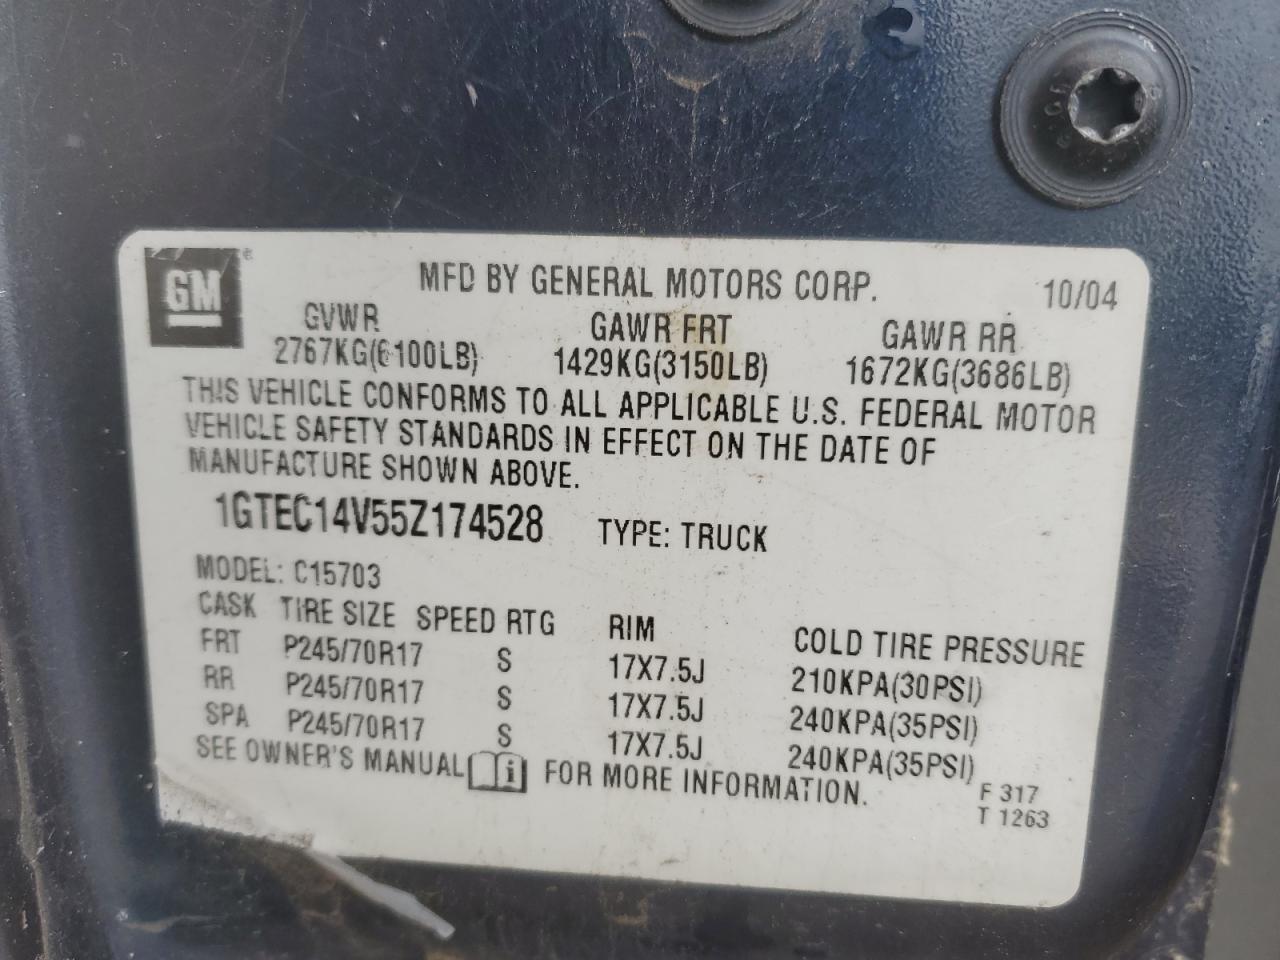 GM ®
MFD BY GENERAL MOTORS CORP. 10/04
GVWR GAWR FRT GAWR RR
2767KG(6100LB) 1429KG(3150LB) 1672KG(3686LB)
THIS VEHICLE CONFORMS TO ALL APPLICABLE U.S. FEDERAL MOTOR
VEHICLE SAFETY STANDARDS IN EFFECT ON THE DATE OF
MANUFACTURE SHOWN ABOVE.
1GTEC14V55Z174528 TYPE: TRUCK
MODEL: C15703
CASK TIRE SIZE SPEED RTG RIM COLD TIRE PRESSURE
FRT P245/70R17 S 17X7.5J 210KPA(30PSI)
RR P245/70R17 S 17X7.5J 240KPA(35PSI)
SPA P245/70R17 S 17X7.5J 240KPA(35PSI)
SEE OWNER'S MANUAL i FOR MORE INFORMATION.
F 317
T 1263